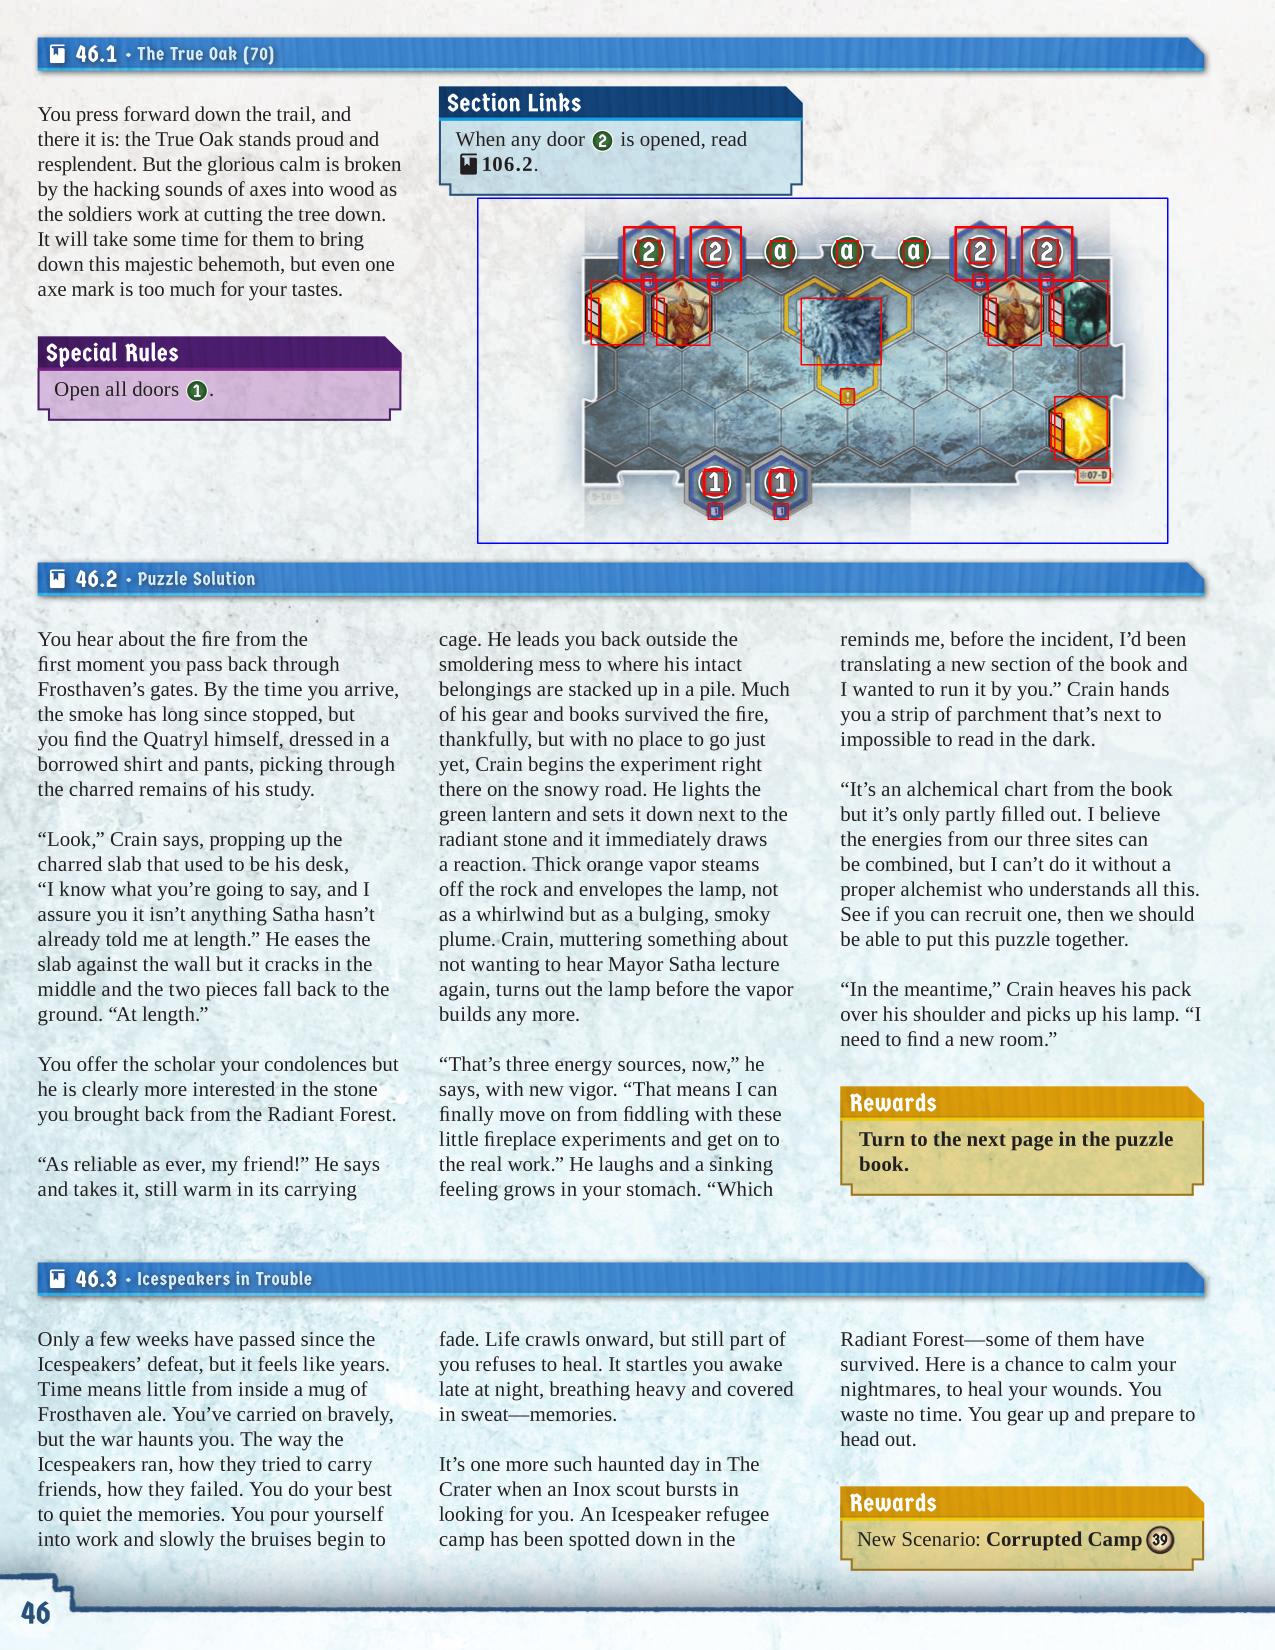 46.1 • The True Oak (70)
You press forward down the trail, and
there it is: the True Oak stands proud and
resplendent. But the glorious calm is broken
by the hacking sounds of axes into wood as
the soldiers work at cutting the tree down.
It will take some time for them to bring
down this majestic behemoth, but even one
axe mark is too much for your tastes.
Special Rules
Open all doors 1.
Section Links
When any door 2 is opened, read
106.2.
2 2 a a a 2 2
!
1 1
07-D
46.2 • Puzzle Solution
You hear about the fire from the
first moment you pass back through
Frosthaven’s gates. By the time you arrive,
the smoke has long since stopped, but
you find the Quatryl himself, dressed in a
borrowed shirt and pants, picking through
the charred remains of his study.
“Look,” Crain says, propping up the
charred slab that used to be his desk,
“I know what you’re going to say, and I
assure you it isn’t anything Satha hasn’t
already told me at length.” He eases the
slab against the wall but it cracks in the
middle and the two pieces fall back to the
ground. “At length.”
You offer the scholar your condolences but
he is clearly more interested in the stone
you brought back from the Radiant Forest.
“As reliable as ever, my friend!” He says
and takes it, still warm in its carrying
cage. He leads you back outside the
smoldering mess to where his intact
belongings are stacked up in a pile. Much
of his gear and books survived the fire,
thankfully, but with no place to go just
yet, Crain begins the experiment right
there on the snowy road. He lights the
green lantern and sets it down next to the
radiant stone and it immediately draws
a reaction. Thick orange vapor steams
off the rock and envelopes the lamp, not
as a whirlwind but as a bulging, smoky
plume. Crain, muttering something about
not wanting to hear Mayor Satha lecture
again, turns out the lamp before the vapor
builds any more.
“That’s three energy sources, now,” he
says, with new vigor. “That means I can
finally move on from fiddling with these
little fireplace experiments and get on to
the real work.” He laughs and a sinking
feeling grows in your stomach. “Which
reminds me, before the incident, I’d been
translating a new section of the book and
I wanted to run it by you.” Crain hands
you a strip of parchment that’s next to
impossible to read in the dark.
“It’s an alchemical chart from the book
but it’s only partly filled out. I believe
the energies from our three sites can
be combined, but I can’t do it without a
proper alchemist who understands all this.
See if you can recruit one, then we should
be able to put this puzzle together.
“In the meantime,” Crain heaves his pack
over his shoulder and picks up his lamp. “I
need to find a new room.”
Rewards
Turn to the next page in the puzzle
book.
46.3 • Icespeakers in Trouble
Only a few weeks have passed since the
Icespeakers’ defeat, but it feels like years.
Time means little from inside a mug of
Frosthaven ale. You’ve carried on bravely,
but the war haunts you. The way the
Icespeakers ran, how they tried to carry
friends, how they failed. You do your best
to quiet the memories. You pour yourself
into work and slowly the bruises begin to
fade. Life crawls onward, but still part of
you refuses to heal. It startles you awake
late at night, breathing heavy and covered
in sweat—memories.
It’s one more such haunted day in The
Crater when an Inox scout bursts in
looking for you. An Icespeaker refugee
camp has been spotted down in the
Radiant Forest—some of them have
survived. Here is a chance to calm your
nightmares, to heal your wounds. You
waste no time. You gear up and prepare to
head out.
Rewards
New Scenario: Corrupted Camp 39
46